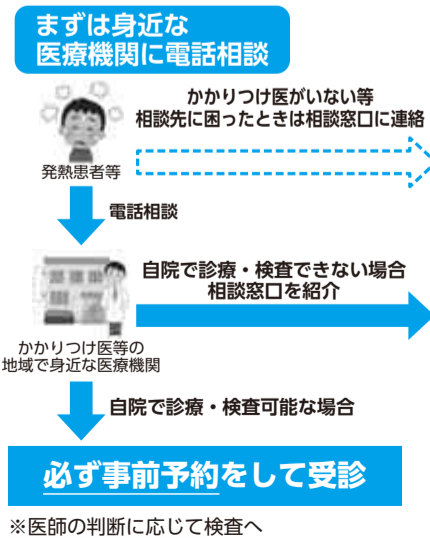 まずは身近な
医療機関に電話相談
かかりつけ医がいない等
相談先に困ったときは相談窓口に連絡
発熱患者等
電話相談
自院で診療・検査できない場合
相談窓口を紹介
かかりつけ医等の
地域で身近な医療機関
自院で診療・検査可能な場合
必ず事前予約をして受診
※医師の判断に応じて検査へ